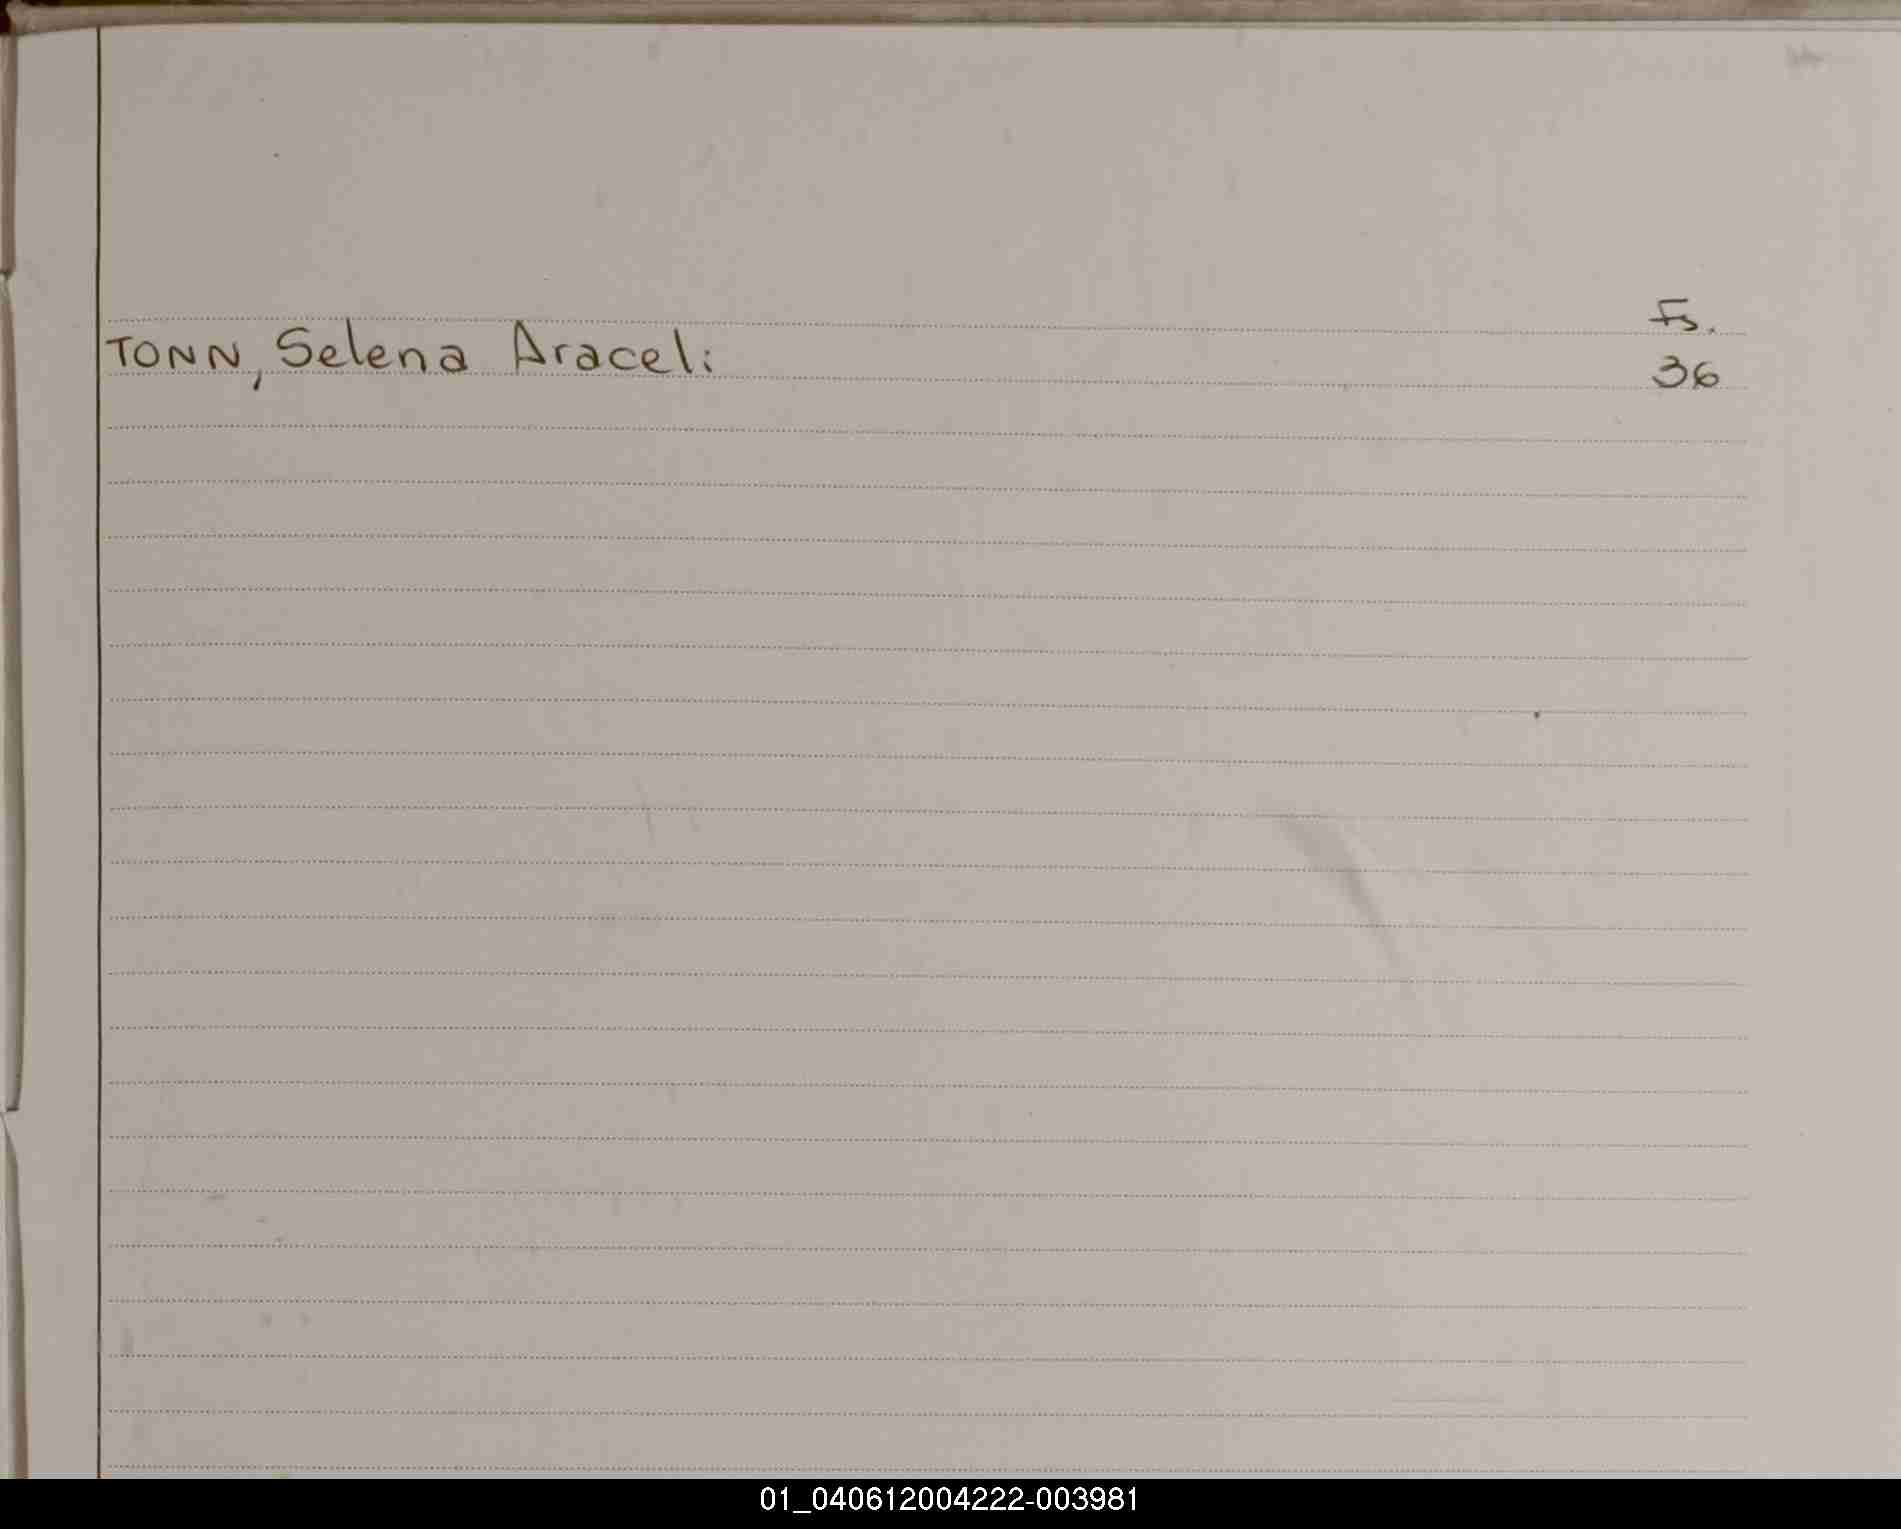 Fs.
TONN, Selena Araceli 36
01_040612004222-003981